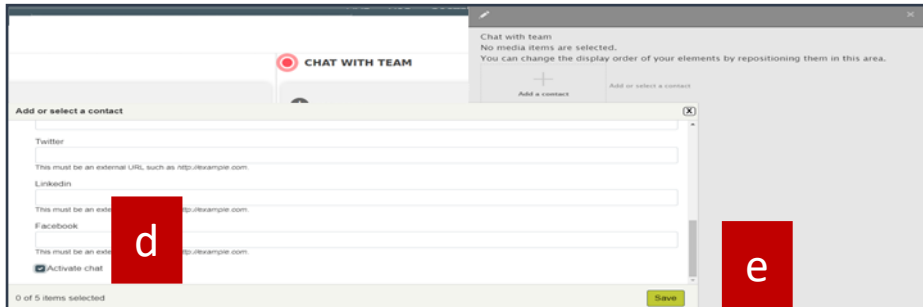 Chat with team
No media items are selected.
You can change the display order of your elements by repositioning them in this area.
CHAT WITH TEAM
Add a contact
Add or select a contact
Add or select a contact
Twitter
This must be an external URL, such as http://example.com.
Linkedin
This must be an exte http://example.com.
Facebook
This must be an exte http://example.com.
Activate chat
0 of 5 items selected
Save
d
e